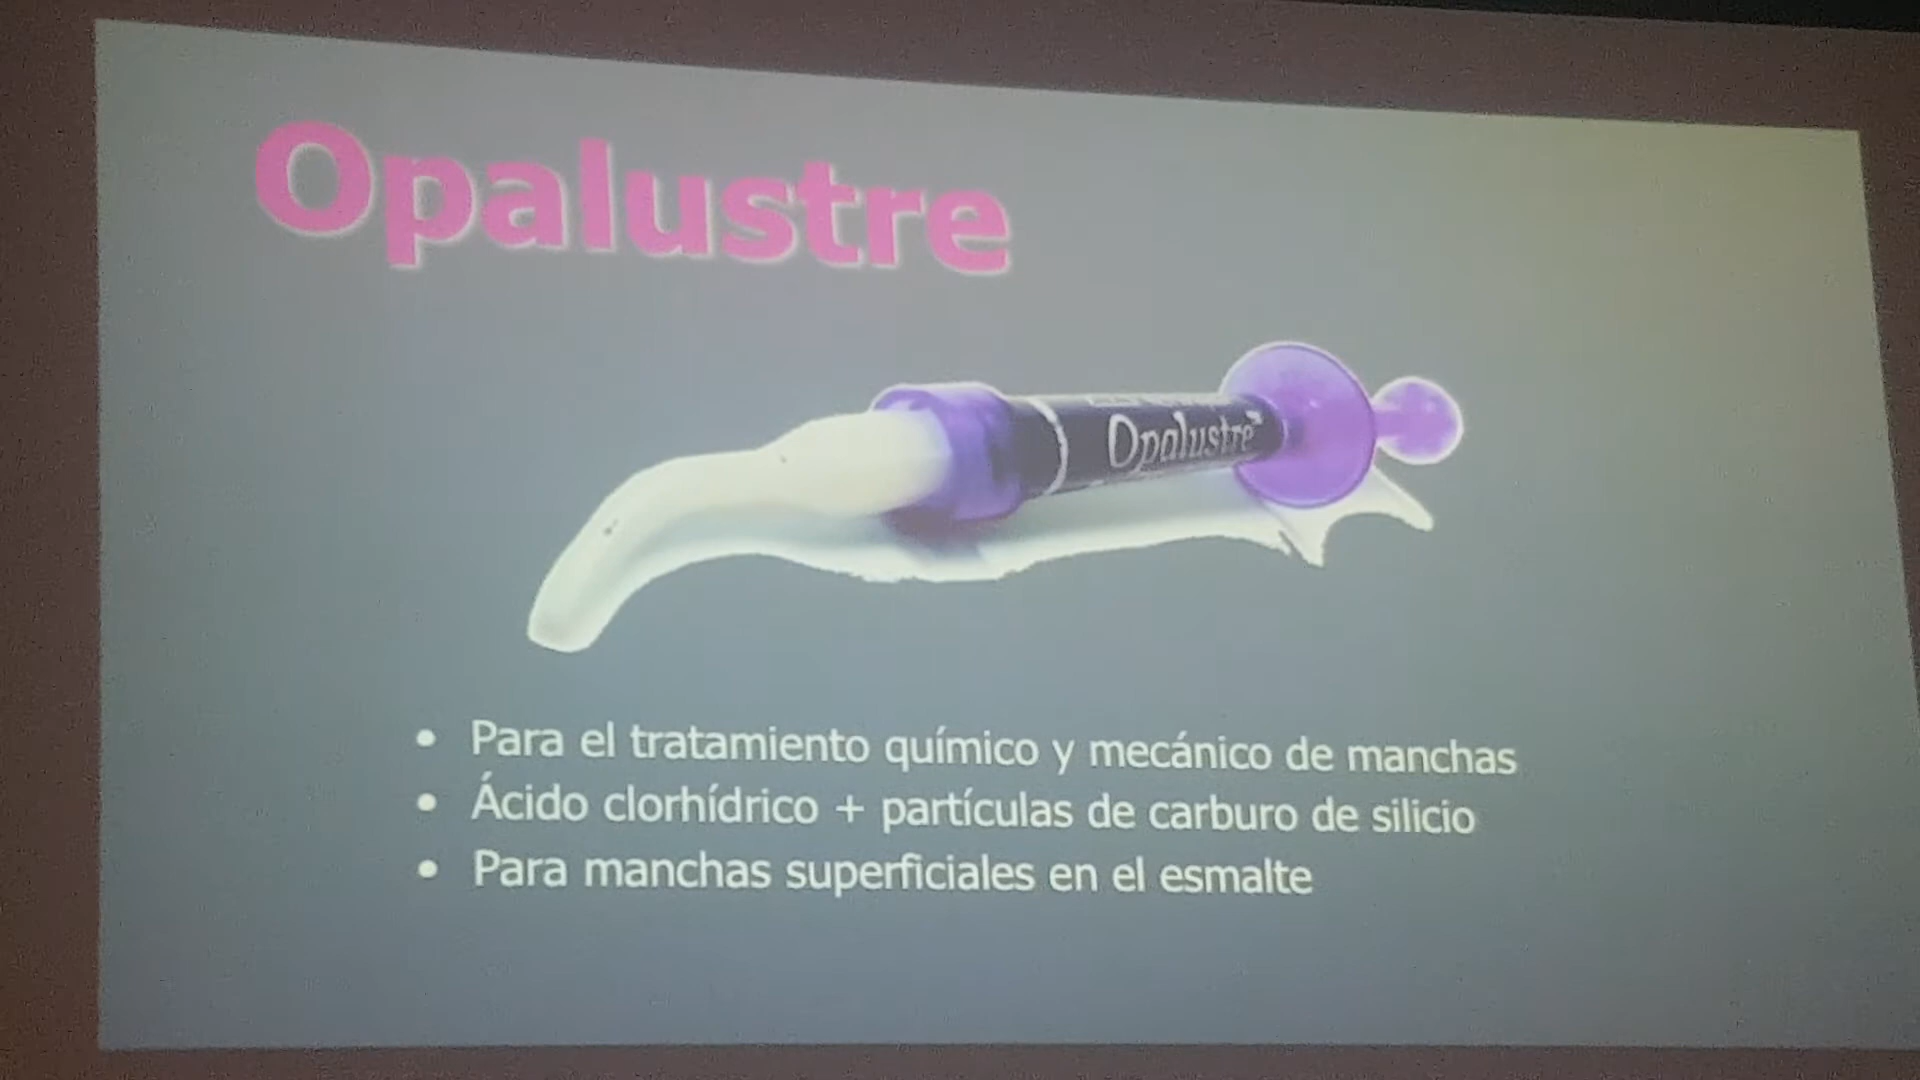 Opalustre
Opalustre™
• Para el tratamiento químico y mecánico de manchas
• Ácido clorhídrico + partículas de carburo de silicio
• Para manchas superficiales en el esmalte